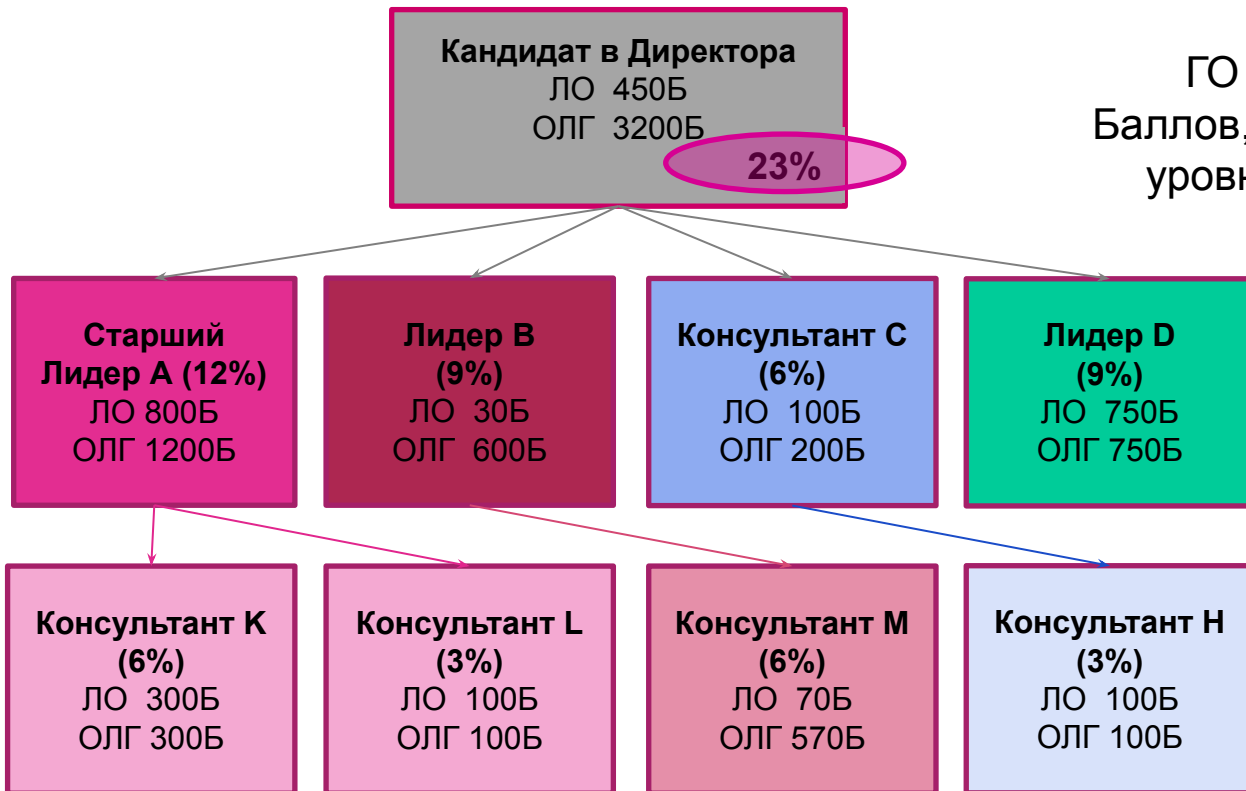 Кандидат в Директора
ЛО 450Б
ОЛГ 3200Б
23%
ГО
Баллов,
Старший
Лидер А (12%)
ЛО 800Б
ОЛГ 1200Б
Лидер В
(9%)
ЛО 30Б
ОЛГ 600Б
Консультант С
(6%)
ЛО 100Б
ОЛГ 200Б
Лидер D
(9%)
ЛО 750Б
ОЛГ 750Б
Консультант K
(6%)
ЛО 300Б
ОЛГ 300Б
Консультант L
(3%)
ЛО 100Б
ОЛГ 100Б
Консультант М
(6%)
ЛО 70Б
ОЛГ 570Б
Консультант Н
(3%)
ЛО 100Б
ОЛГ 100Б